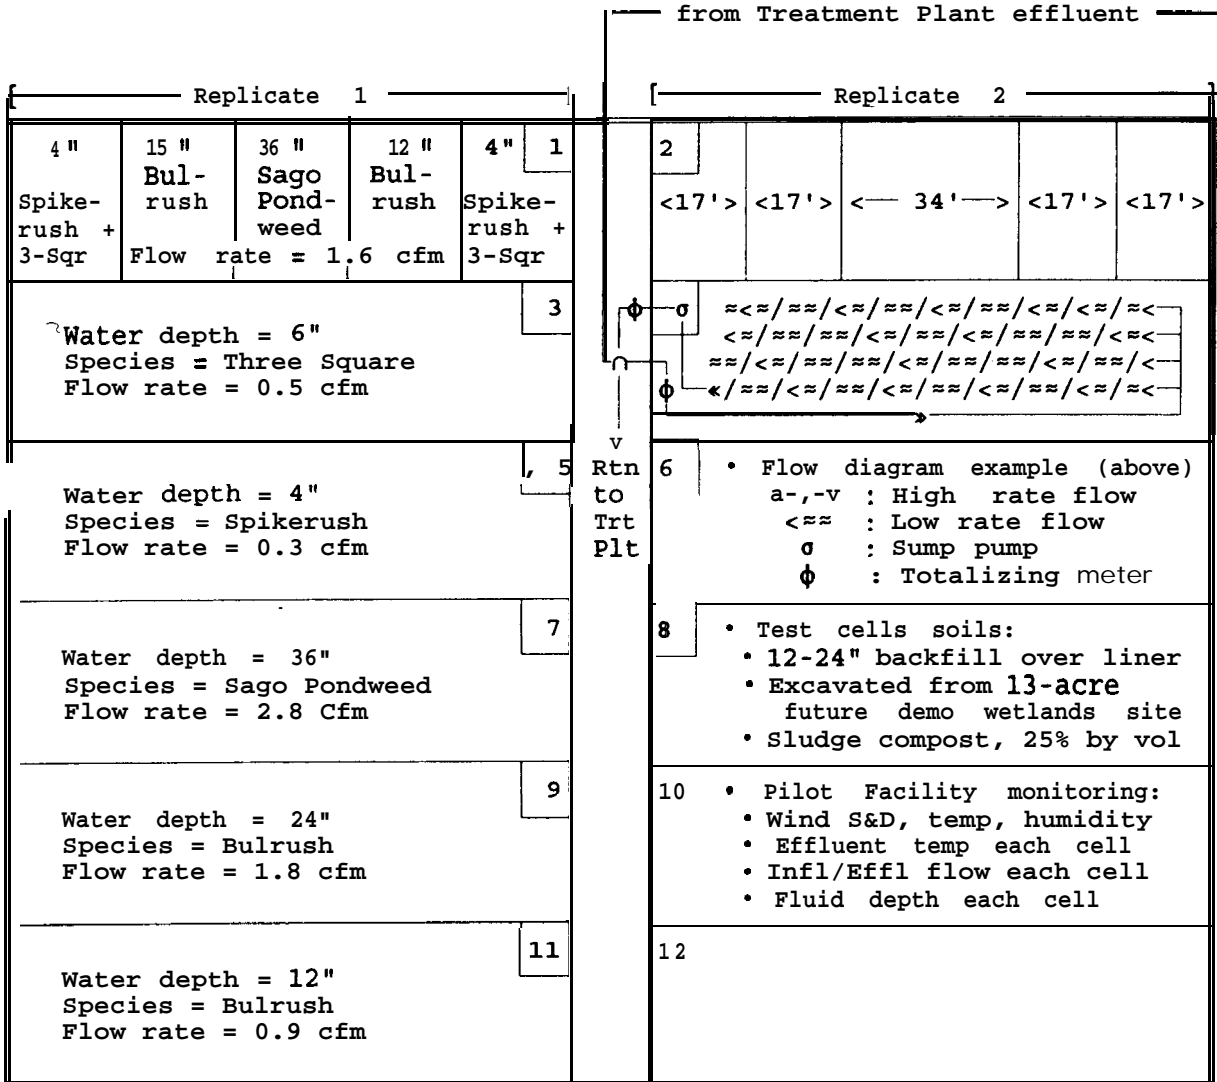 from Treatment Plant effluent
Replicate 1
Replicate 2
4" 15" 36" 12" 4" 1
Bul- Sago Bul-
Spike- rush Pond- rush Spike-
rush + weed rush +
3-Sqr Flow rate = 1.6 cfm 3-Sqr
2
<17'> <17'> <— 34'—> <17'> <17'>
3
Water depth = 6"
Species = Three Square
Flow rate = 0.5 cfm
ϕ σ ≈<≈/≈≈/<≈/≈≈/<≈/≈≈/<≈/<≈/≈<
<≈/≈≈/≈≈/<≈/≈≈/<≈/≈≈/<≈<
≈≈/<≈/≈≈/<≈/≈≈/<≈/≈≈/<≈/≈≈/<
ϕ «/≈≈/<≈/≈≈/<≈/≈≈/<≈/≈≈/<≈/≈<
»
v
Rtn
to
Trt
Plt
, 5
Water depth = 4"
Species = Spikerush
Flow rate = 0.3 cfm
6 • Flow diagram example (above)
a-,-v : High rate flow
<≈≈ : Low rate flow
σ : Sump pump
ϕ : Totalizing meter
7
Water depth = 36"
Species = Sago Pondweed
Flow rate = 2.8 Cfm
8 • Test cells soils:
• 12-24" backfill over liner
• Excavated from 13-acre
future demo wetlands site
• Sludge compost, 25% by vol
9
Water depth = 24"
Species = Bulrush
Flow rate = 1.8 cfm
10 • Pilot Facility monitoring:
• Wind S&D, temp, humidity
• Effluent temp each cell
• Infl/Effl flow each cell
• Fluid depth each cell
11
Water depth = 12"
Species = Bulrush
Flow rate = 0.9 cfm
12